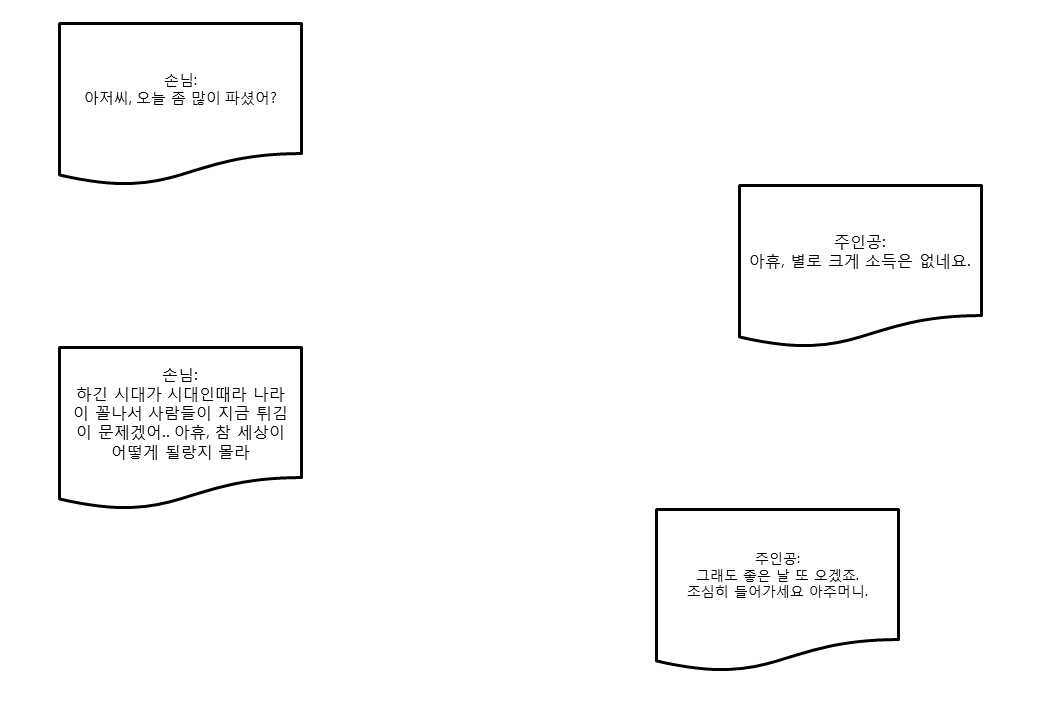 손님:
아저씨, 오늘 좀 많이 파셨어?
주인공:
아휴, 별로 크게 소득은 없네요.
손님:
하긴 시대가 시대인때라 나라
이 꼴나서 사람들이 지금 튀김
이 문제겠어.. 아휴, 참 세상이
어떻게 될랑지 몰라
주인공:
그래도 좋은 날 또 오겠죠.
조심히 들어가세요 아주머니.